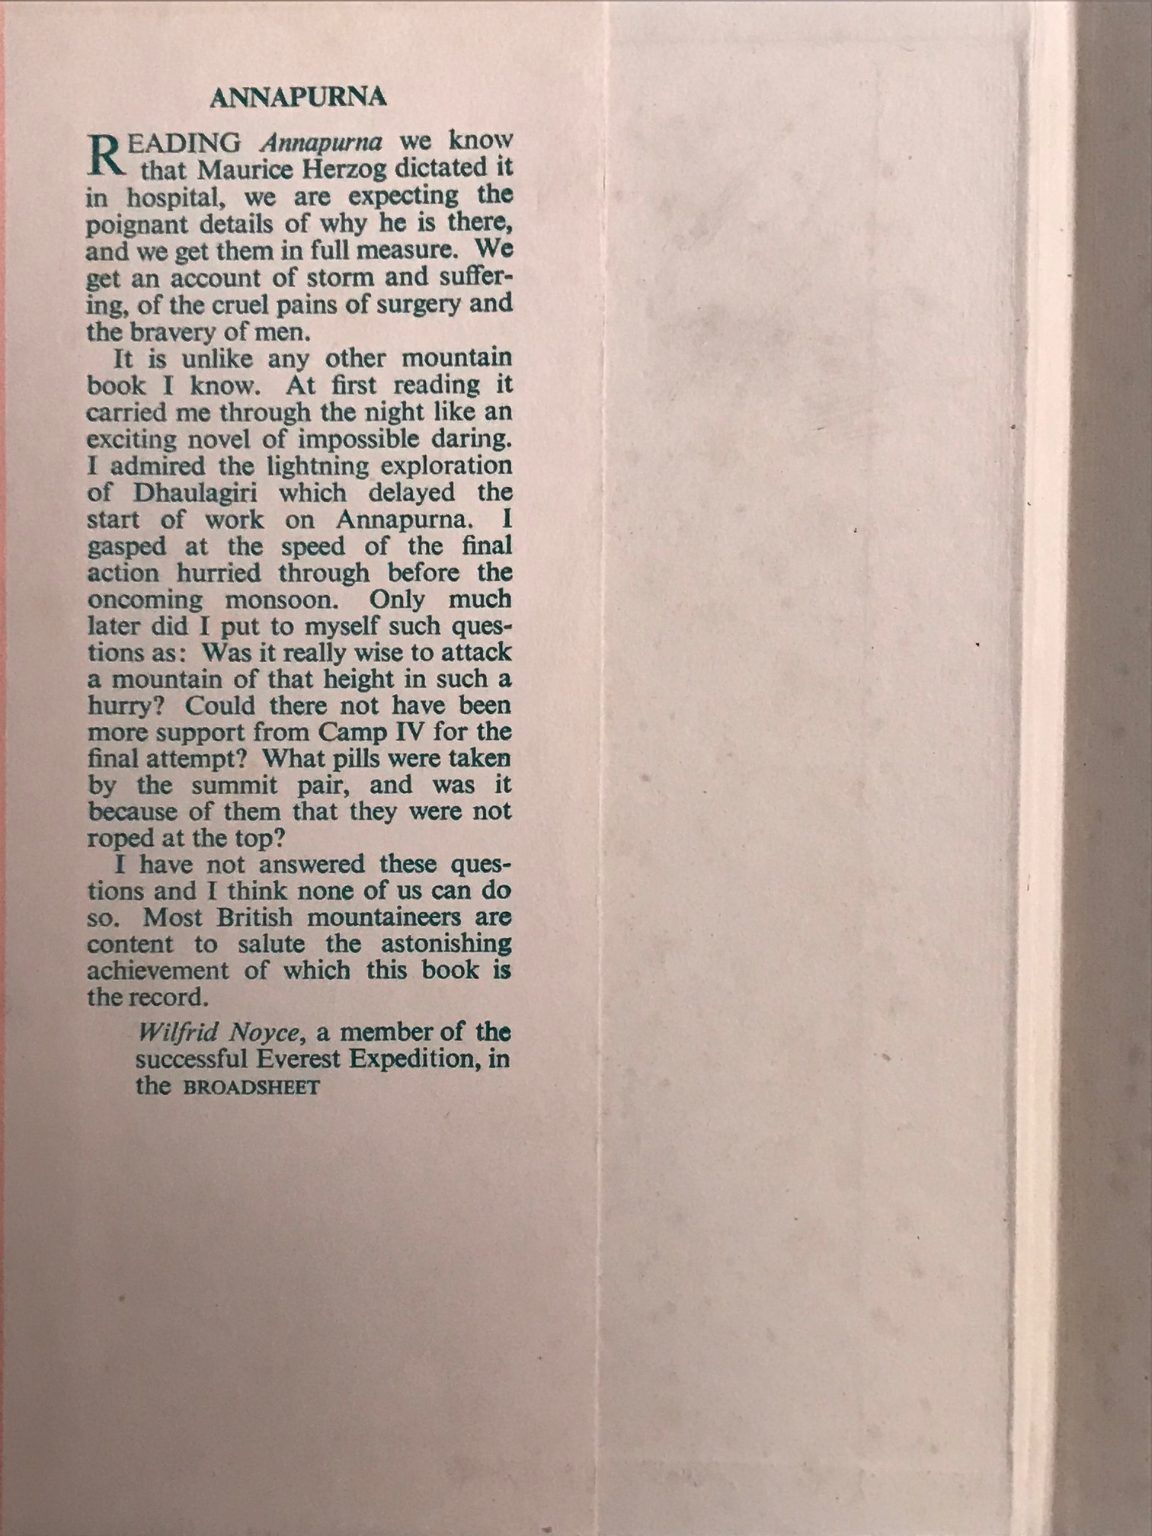 ANNAPURNA
READING Annapurna we know
that Maurice Herzog dictated it
in hospital, we are expecting the
poignant details of why he is there,
and we get them in full measure. We
get an account of storm and suffer-
ing, of the cruel pains of surgery and
the bravery of men.
It is unlike any other mountain
book I know. At first reading it
carried me through the night like an
exciting novel of impossible daring.
I admired the lightning exploration
of Dhaulagiri which delayed the
start of work on Annapurna. I
gasped at the speed of the final
action hurried through before the
oncoming monsoon. Only much
later did I put to myself such ques-
tions as: Was it really wise to attack
a mountain of that height in such a
hurry? Could there not have been
more support from Camp IV for the
final attempt? What pills were taken
by the summit pair, and was it
because of them that they were not
roped at the top?
I have not answered these ques-
tions and I think none of us can do
so. Most British mountaineers are
content to salute the astonishing
achievement of which this book is
the record.
Wilfrid Noyce, a member of the
successful Everest Expedition, in
the BROADSHEET